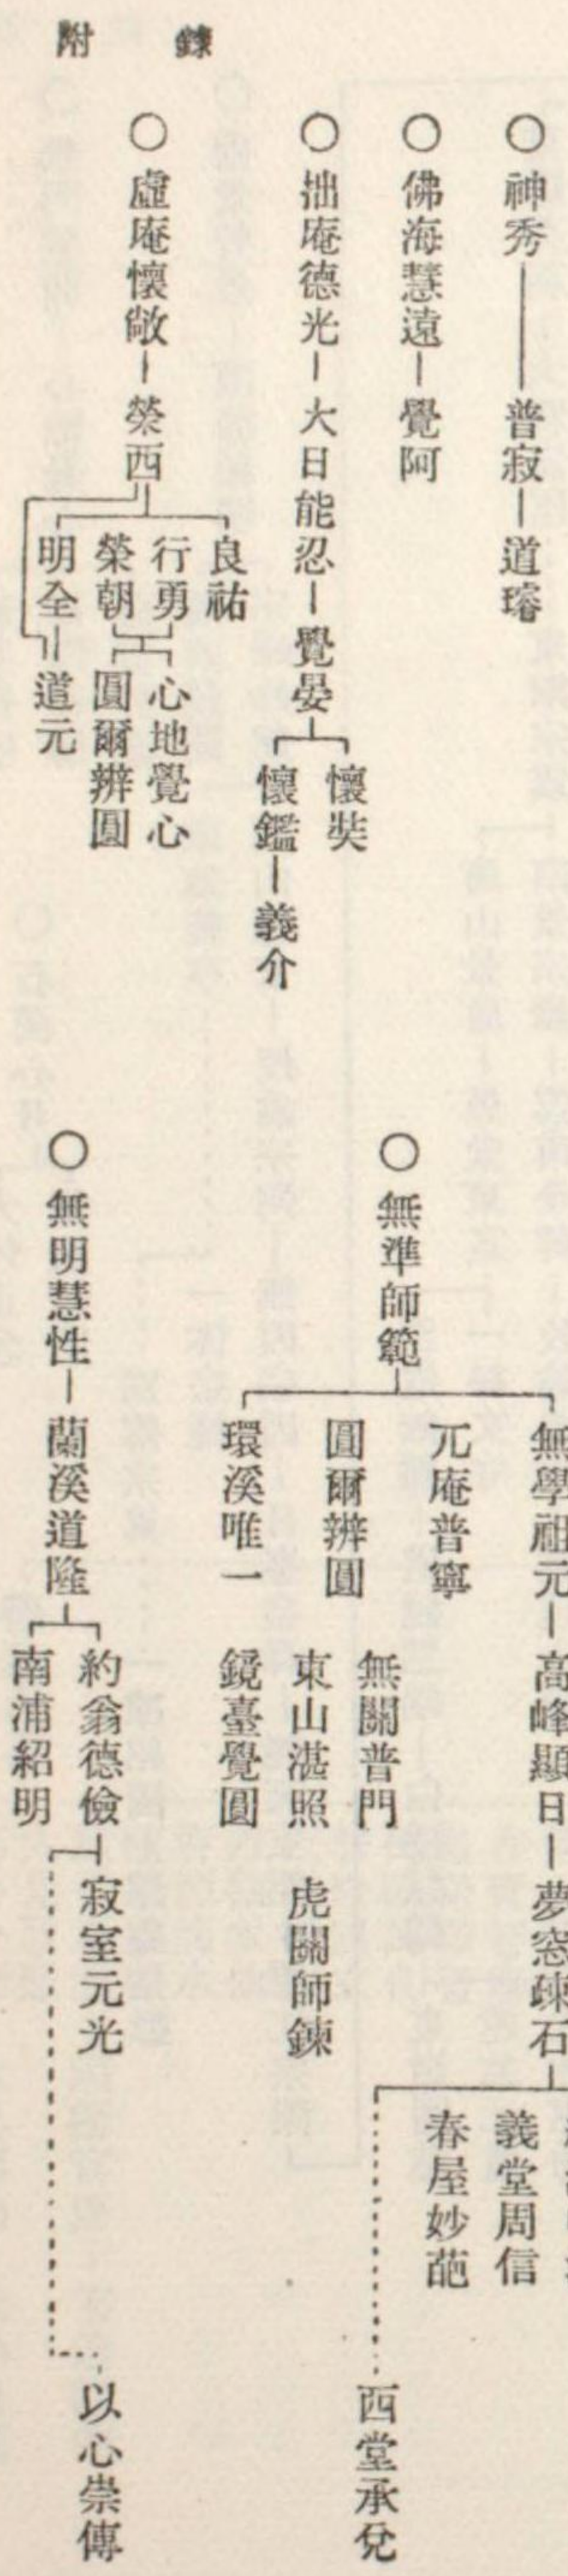 附錄
○ 神秀——普寂—道璿
○ 佛海慧遠—覺阿
○ 拙庵德光—大日能忍—覺晏
懷奘
懷鑑—義介
○ 虛庵懷敞—榮西
良祐
行勇
榮朝
明全
心地覺心
圓爾辨圓
道元
○ 無準師範
無學祖元—高峰顯日—夢窓疎石
義堂周信
春屋妙葩
西堂承兌
兀庵普寧
圓爾辨圓
無關普門
東山湛照
虎關師鍊
環溪唯一
鏡臺覺圓
○ 無明慧性—蘭溪道隆
約翁德儉
南浦紹明
寂室元光
以心崇傳